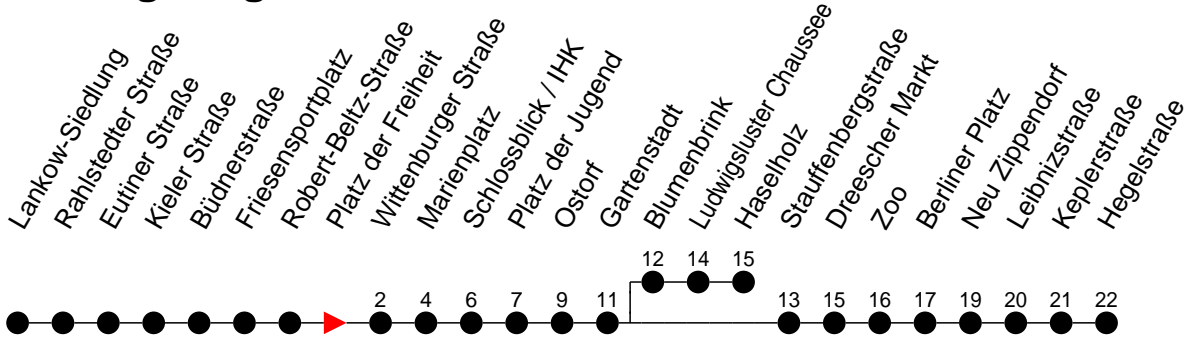 Lankow-Siedlung
Rahlstedter Straße
Eutiner Straße
Kieler Straße
Büdnerstraße
Friesensportplatz
Robert-Beltz-Straße
Platz der Freiheit
Wittenburger Straße
Marienplatz
Schlossblick / IHK
Platz der Jugend
Ostorf
Gartenstadt
Blumenbrink
Ludwigsluster Chaussee
Haselholz
Stauffenbergstraße
Dreescher Markt
Zoo
Berliner Platz
Neu Zippendorf
Leibnizstraße
Keplerstraße
Hegelstraße
12 14 15
2 4 6 7 9 11 13 15 16 17 19 20 21 22